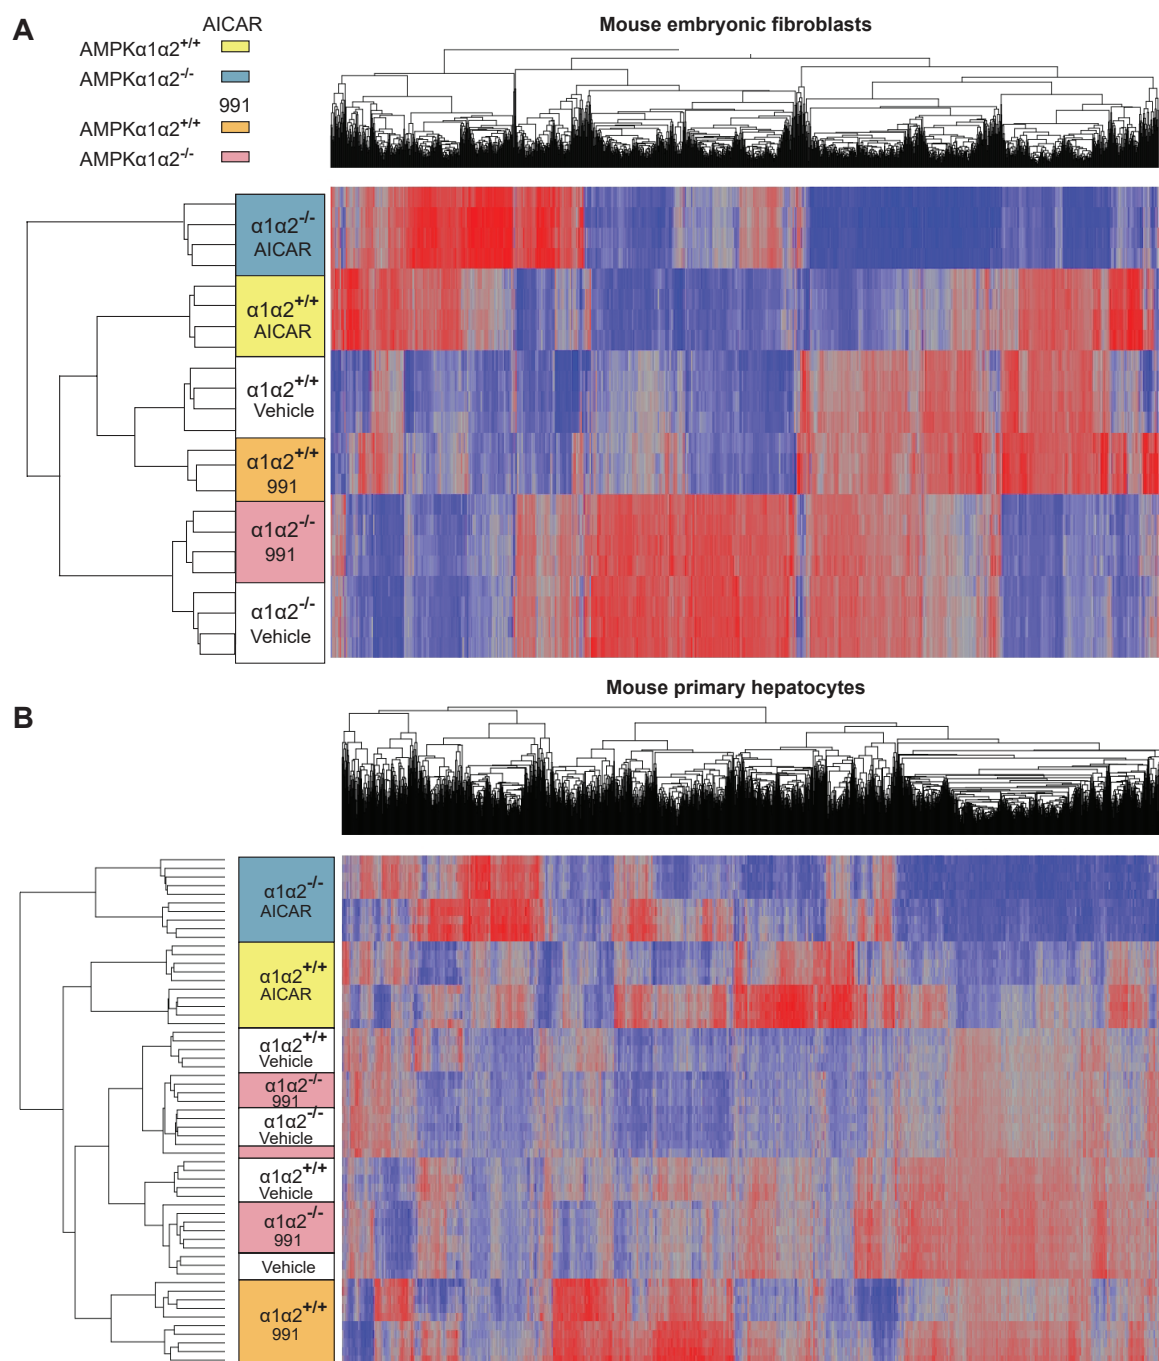 A
AICAR
AMPKα1α2+/+
AMPKα1α2-/-
991
AMPKα1α2+/+
AMPKα1α2-/-
Mouse embryonic fibroblasts
α1α2-/-
AICAR
α1α2+/+
AICAR
α1α2+/+
Vehicle
α1α2+/+
991
α1α2-/-
991
α1α2-/-
Vehicle
B
Mouse primary hepatocytes
α1α2-/-
AICAR
α1α2+/+
AICAR
α1α2+/+
Vehicle
α1α2-/-
991
α1α2-/-
Vehicle
α1α2+/+
Vehicle
α1α2-/-
991
Vehicle
α1α2+/+
991